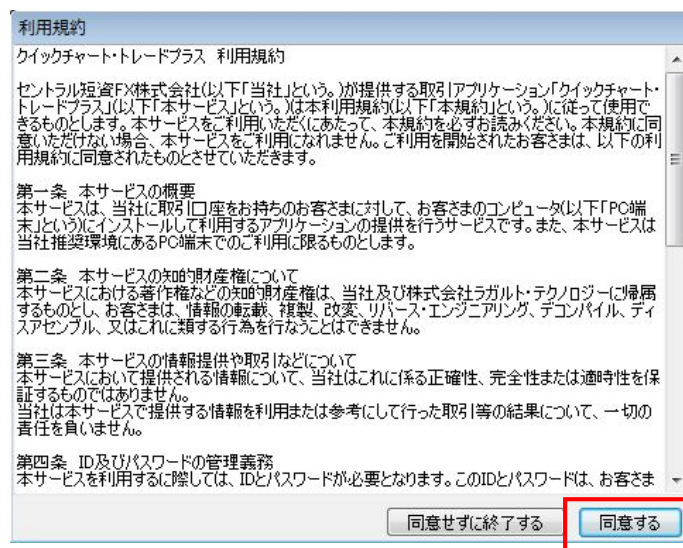 利用規約
クイックチャート・トレードプラス 利用規約
セントラル短資FX株式会社(以下「当社」という。)が提供する取引アプリケーション「クイックチャート・
トレードプラス」(以下「本サービス」という。)は本利用規約(以下「本規約」という。)に従って使用で
きるものとします。本サービスをご利用いただくにあたって、本規約を必ずお読みください。本規約に同
意いただけない場合、本サービスをご利用になれません。ご利用を開始されたお客さまは、以下の利
用規約に同意されたものとさせていただきます。
第一条 本サービスの概要
本サービスは、当社に取引口座をお持ちのお客さまに対して、お客さまのコンピュータ(以下「PC端
末」という)にインストールして利用するアプリケーションの提供を行うサービスです。また、本サービスは
当社推奨環境にあるPC端末でのご利用に限るものとします。
第二条 本サービスの知的財産権について
本サービスにおける著作権などの知的財産権は、当社及び株式会社ラガルト・テクノロジーに帰属
するものとし、お客さまは、情報の転載、複製、改変、リバース・エンジニアリング、デコンパイル、ディ
スアセンブル、又はこれに類する行為を行なうことはできません。
第三条 本サービスの情報提供や取引などについて
本サービスにおいて提供される情報について、当社はこれに係る正確性、完全性または適時性を保
証するものではありません。
当社は本サービスで提供する情報を利用または参考にして行った取引等の結果について、一切の
責任を負いません。
第四条 ID及びパスワードの管理義務
本サービスを利用するに際しては、IDとパスワードが必要となります。このIDとパスワードは、お客さま
同意せずに終了する 同意する